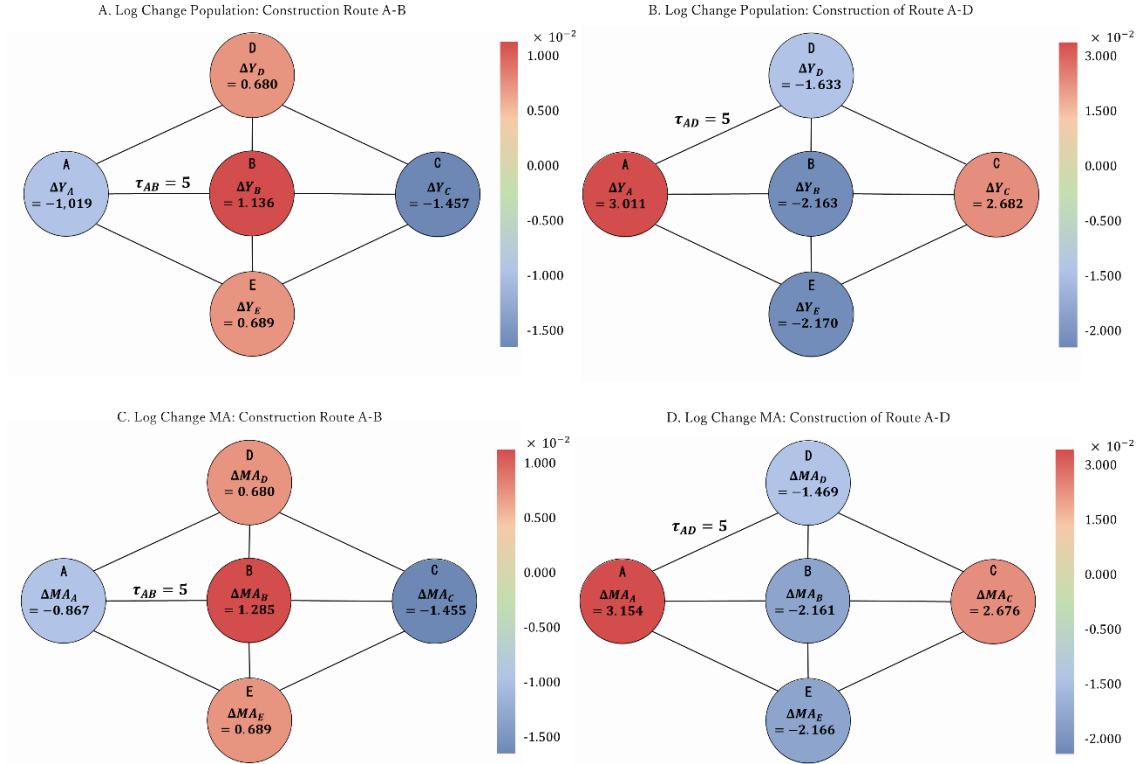 A. Log Change Population: Construction Route A-B
× 10⁻²
1.000
0.500
0.000
-0.500
-1.000
-1.500
D
ΔY_D
= 0.680
A
ΔY_A
= −1,019
τ_AB = 5
B
ΔY_B
= 1.136
C
ΔY_C
= −1.457
E
ΔY_E
= 0.689
B. Log Change Population: Construction of Route A-D
× 10⁻²
3.000
1.500
0.000
-0.500
-1.500
-2.000
D
ΔY_D
= −1.633
τ_AD = 5
A
ΔY_A
= 3.011
B
ΔY_B
= −2.163
C
ΔY_C
= 2.682
E
ΔY_E
= −2.170
C. Log Change MA: Construction Route A-B
× 10⁻²
1.000
0.500
0.000
-0.500
-1.000
-1.500
D
ΔMA_D
= 0.680
A
ΔMA_A
= −0.867
τ_AB = 5
B
ΔMA_B
= 1.285
C
ΔMA_C
= −1.455
E
ΔMA_E
= 0.689
D. Log Change MA: Construction of Route A-D
× 10⁻²
3.000
1.500
0.000
-0.500
-1.500
-2.000
D
ΔMA_D
= −1.469
τ_AD = 5
A
ΔMA_A
= 3.154
B
ΔMA_B
= −2.161
C
ΔMA_C
= 2.676
E
ΔMA_E
= −2.166